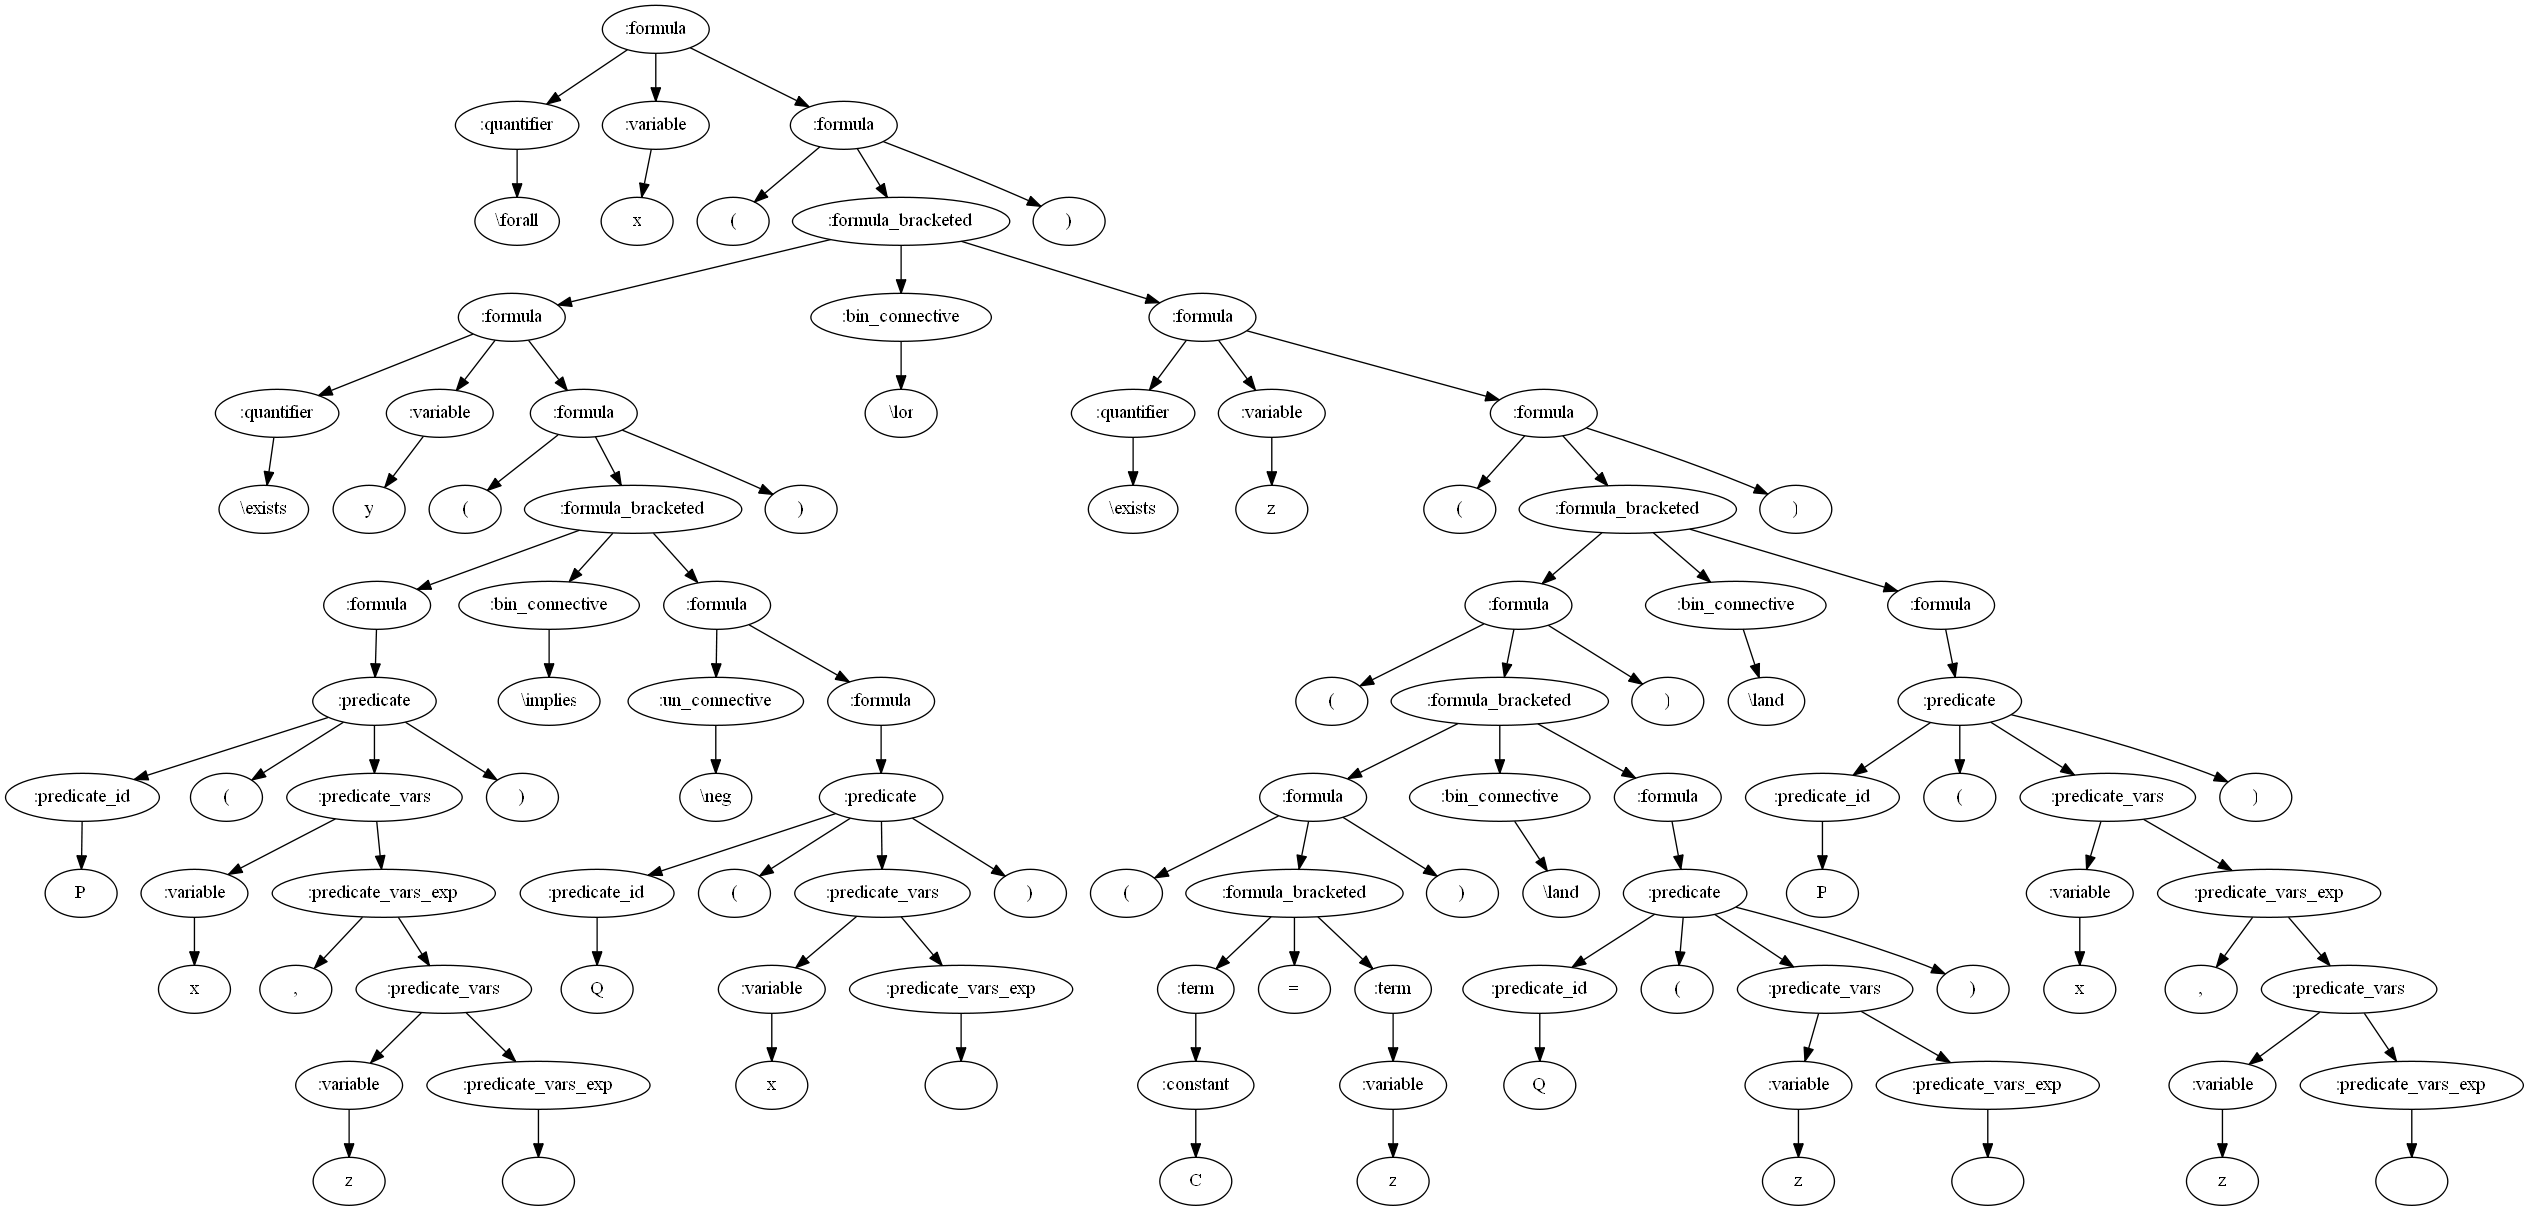 :formula
:quantifier :variable :formula
\forall x ( :formula_bracketed )
:formula :bin_connective :formula
:quantifier :variable :formula \lor :quantifier :variable :formula
\exists y ( :formula_bracketed ) \exists z ( :formula_bracketed )
:formula :bin_connective :formula :formula :bin_connective :formula
:predicate \implies :un_connective :formula ( :formula_bracketed ) \land :predicate
:predicate_id ( :predicate_vars ) \neg :predicate :formula :bin_connective :formula :predicate_id ( :predicate_vars )
P :variable :predicate_vars_exp :predicate_id ( :predicate_vars ) ( :formula_bracketed ) \land :predicate P :variable :predicate_vars_exp
x , :predicate_vars Q :variable :predicate_vars_exp :term = :term :predicate_id ( :predicate_vars ) x , :predicate_vars
:variable :predicate_vars_exp x :constant :variable Q :variable :predicate_vars_exp :variable :predicate_vars_exp
z C z z z